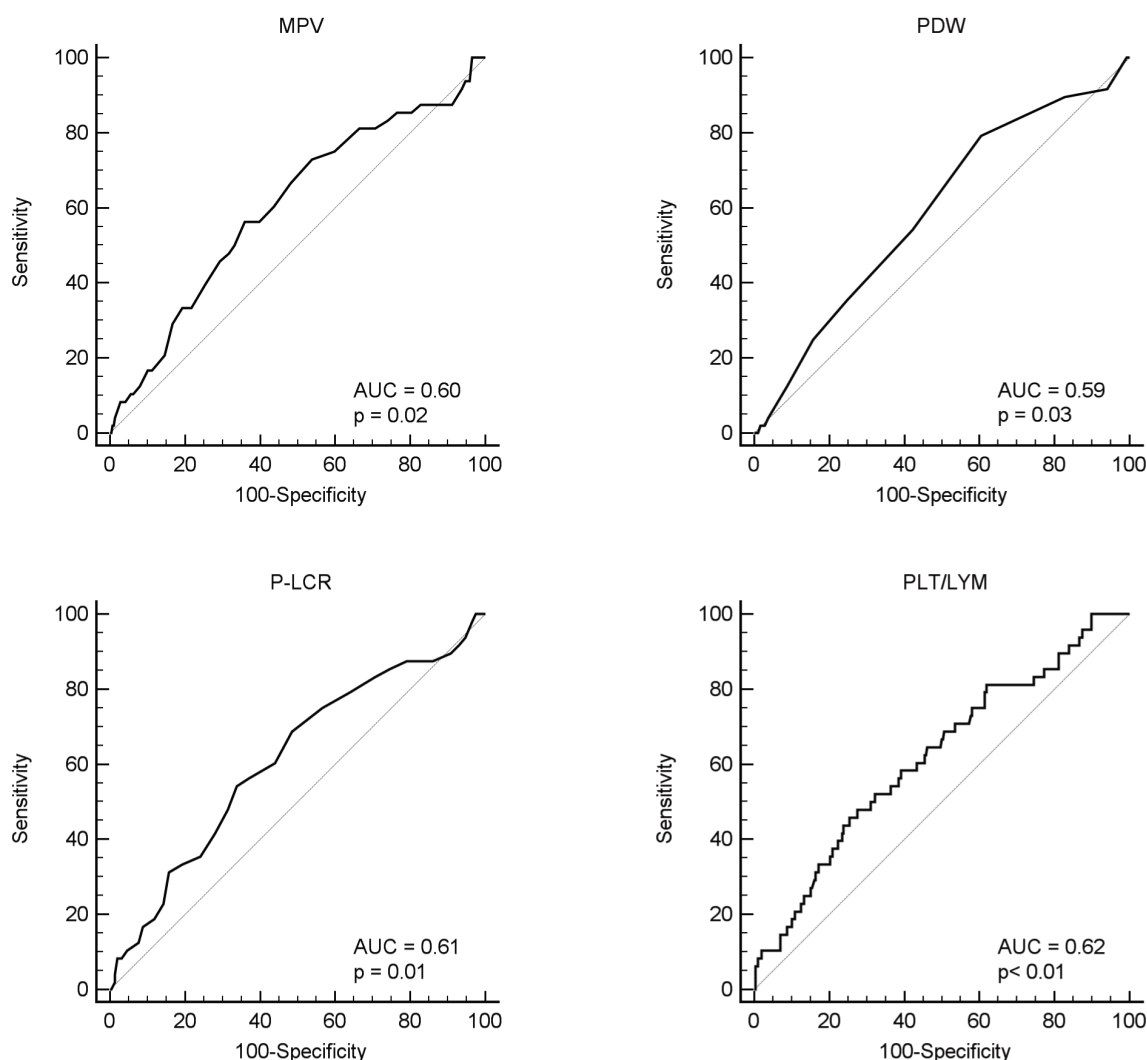 MPV
100
80
60
40
20
0
Sensitivity
AUC = 0.60
p = 0.02
0 20 40 60 80 100
100-Specificity
PDW
100
80
60
40
20
0
Sensitivity
AUC = 0.59
p = 0.03
0 20 40 60 80 100
100-Specificity
P-LCR
100
80
60
40
20
0
Sensitivity
AUC = 0.61
p = 0.01
0 20 40 60 80 100
100-Specificity
PLT/LYM
100
80
60
40
20
0
Sensitivity
AUC = 0.62
p< 0.01
0 20 40 60 80 100
100-Specificity